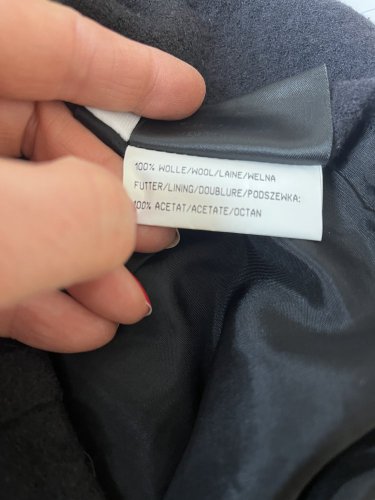 100% WOLLE/WOOL/LAINE/WELNA
FUTTER/LINING/DOUBLURE/PODSZEWKA:
100% ACETAT/ACETATE/OCTAN